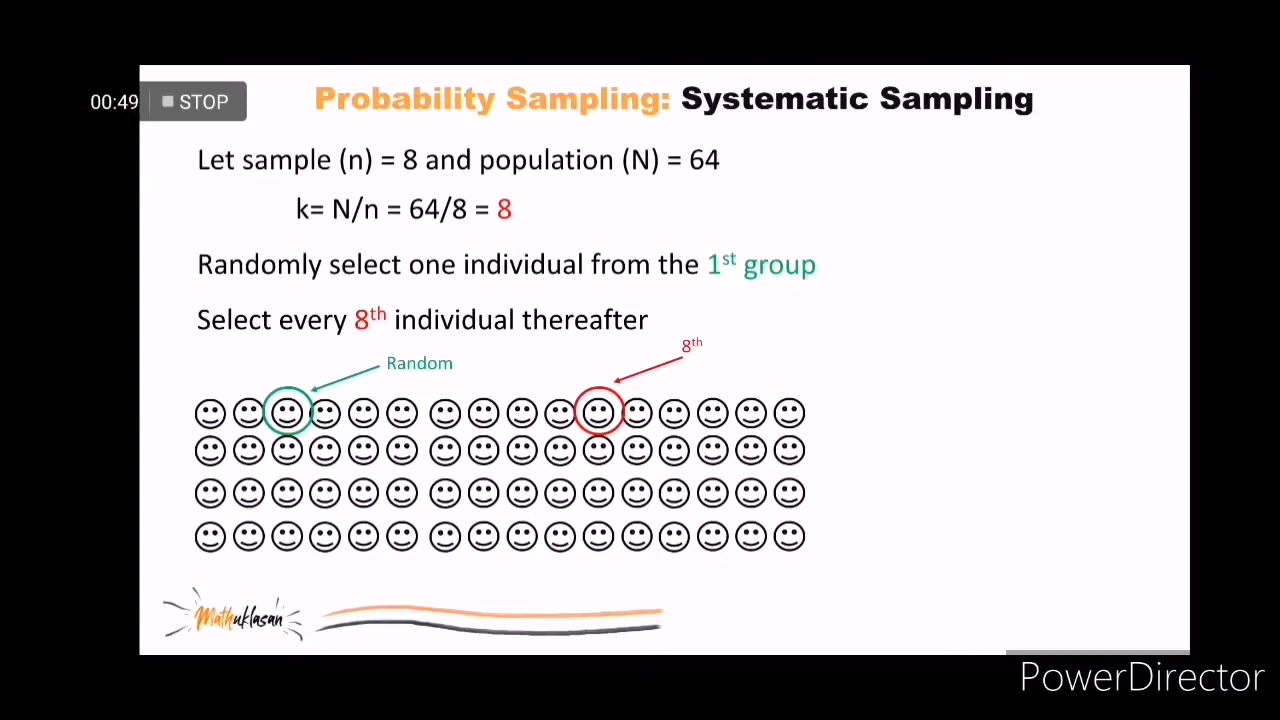 00:49 STOP
Probability Sampling: Systematic Sampling
Let sample (n) = 8 and population (N) = 64
k= N/n = 64/8 = 8
Randomly select one individual from the 1st group
Select every 8th individual thereafter
8th
Random
Mathuklasan
PowerDirector